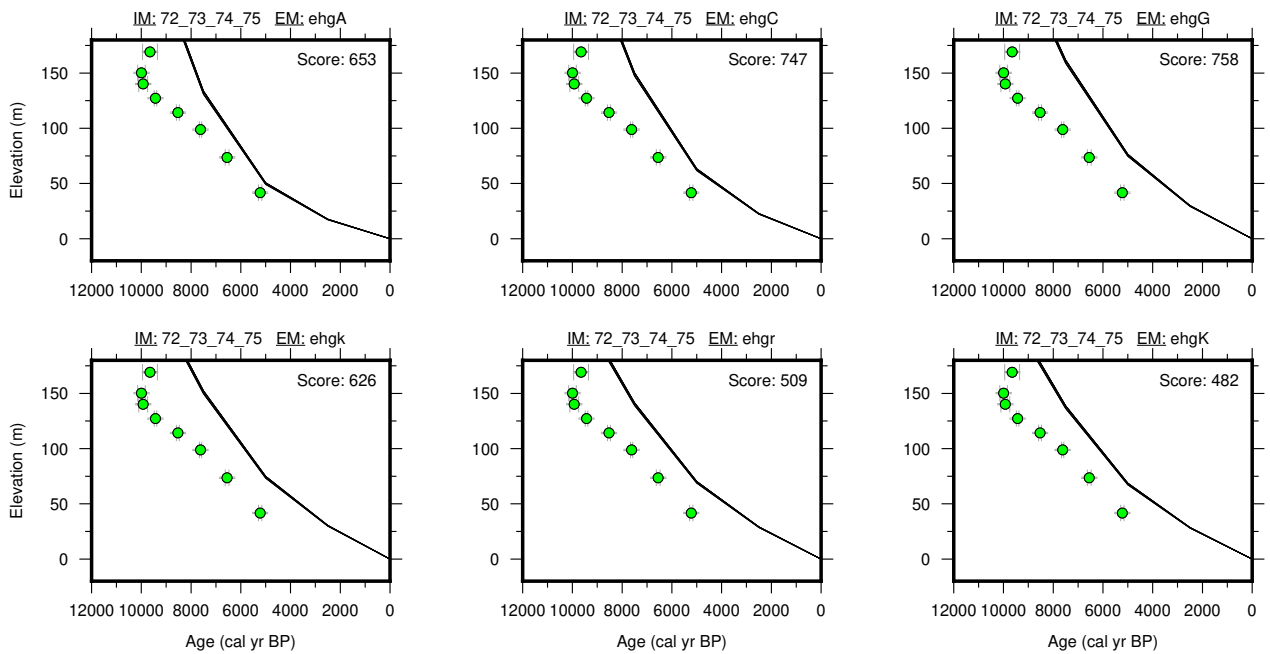 IM: 72_73_74_75 EM: ehgA
IM: 72_73_74_75 EM: ehgC
IM: 72_73_74_75 EM: ehgG
Score: 653
Score: 747
Score: 758
Elevation (m)
150
100
50
0
150
100
50
0
150
100
50
0
12000 10000 8000 6000 4000 2000 0
12000 10000 8000 6000 4000 2000 0
12000 10000 8000 6000 4000 2000 0
IM: 72_73_74_75 EM: ehgk
IM: 72_73_74_75 EM: ehgr
IM: 72_73_74_75 EM: ehgK
Score: 626
Score: 509
Score: 482
Elevation (m)
150
100
50
0
150
100
50
0
150
100
50
0
12000 10000 8000 6000 4000 2000 0
12000 10000 8000 6000 4000 2000 0
12000 10000 8000 6000 4000 2000 0
Age (cal yr BP)
Age (cal yr BP)
Age (cal yr BP)